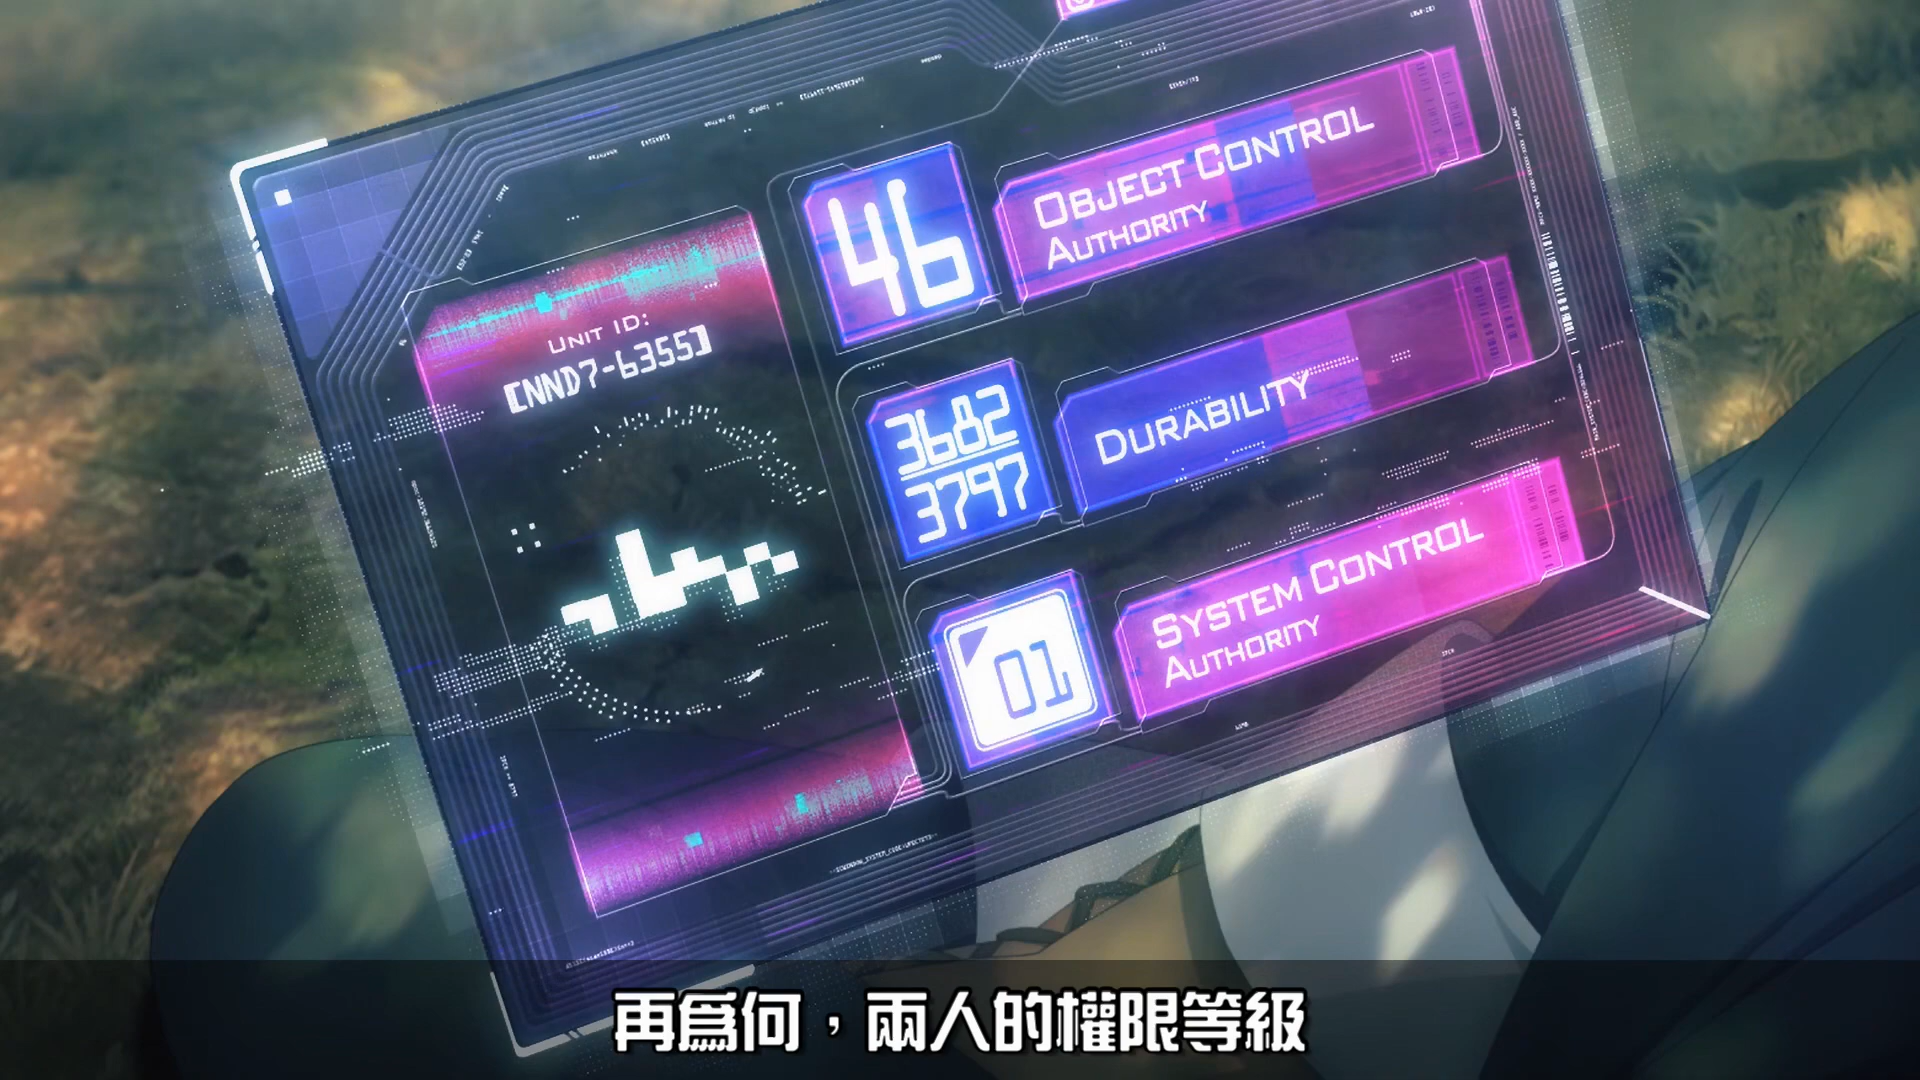 46
OBJECT CONTROL
AUTHORITY
UNIT ID:
[NND7-6355]
3682
3797
DURABILITY
01
SYSTEM CONTROL
AUTHORITY
再為何，兩人的權限等級